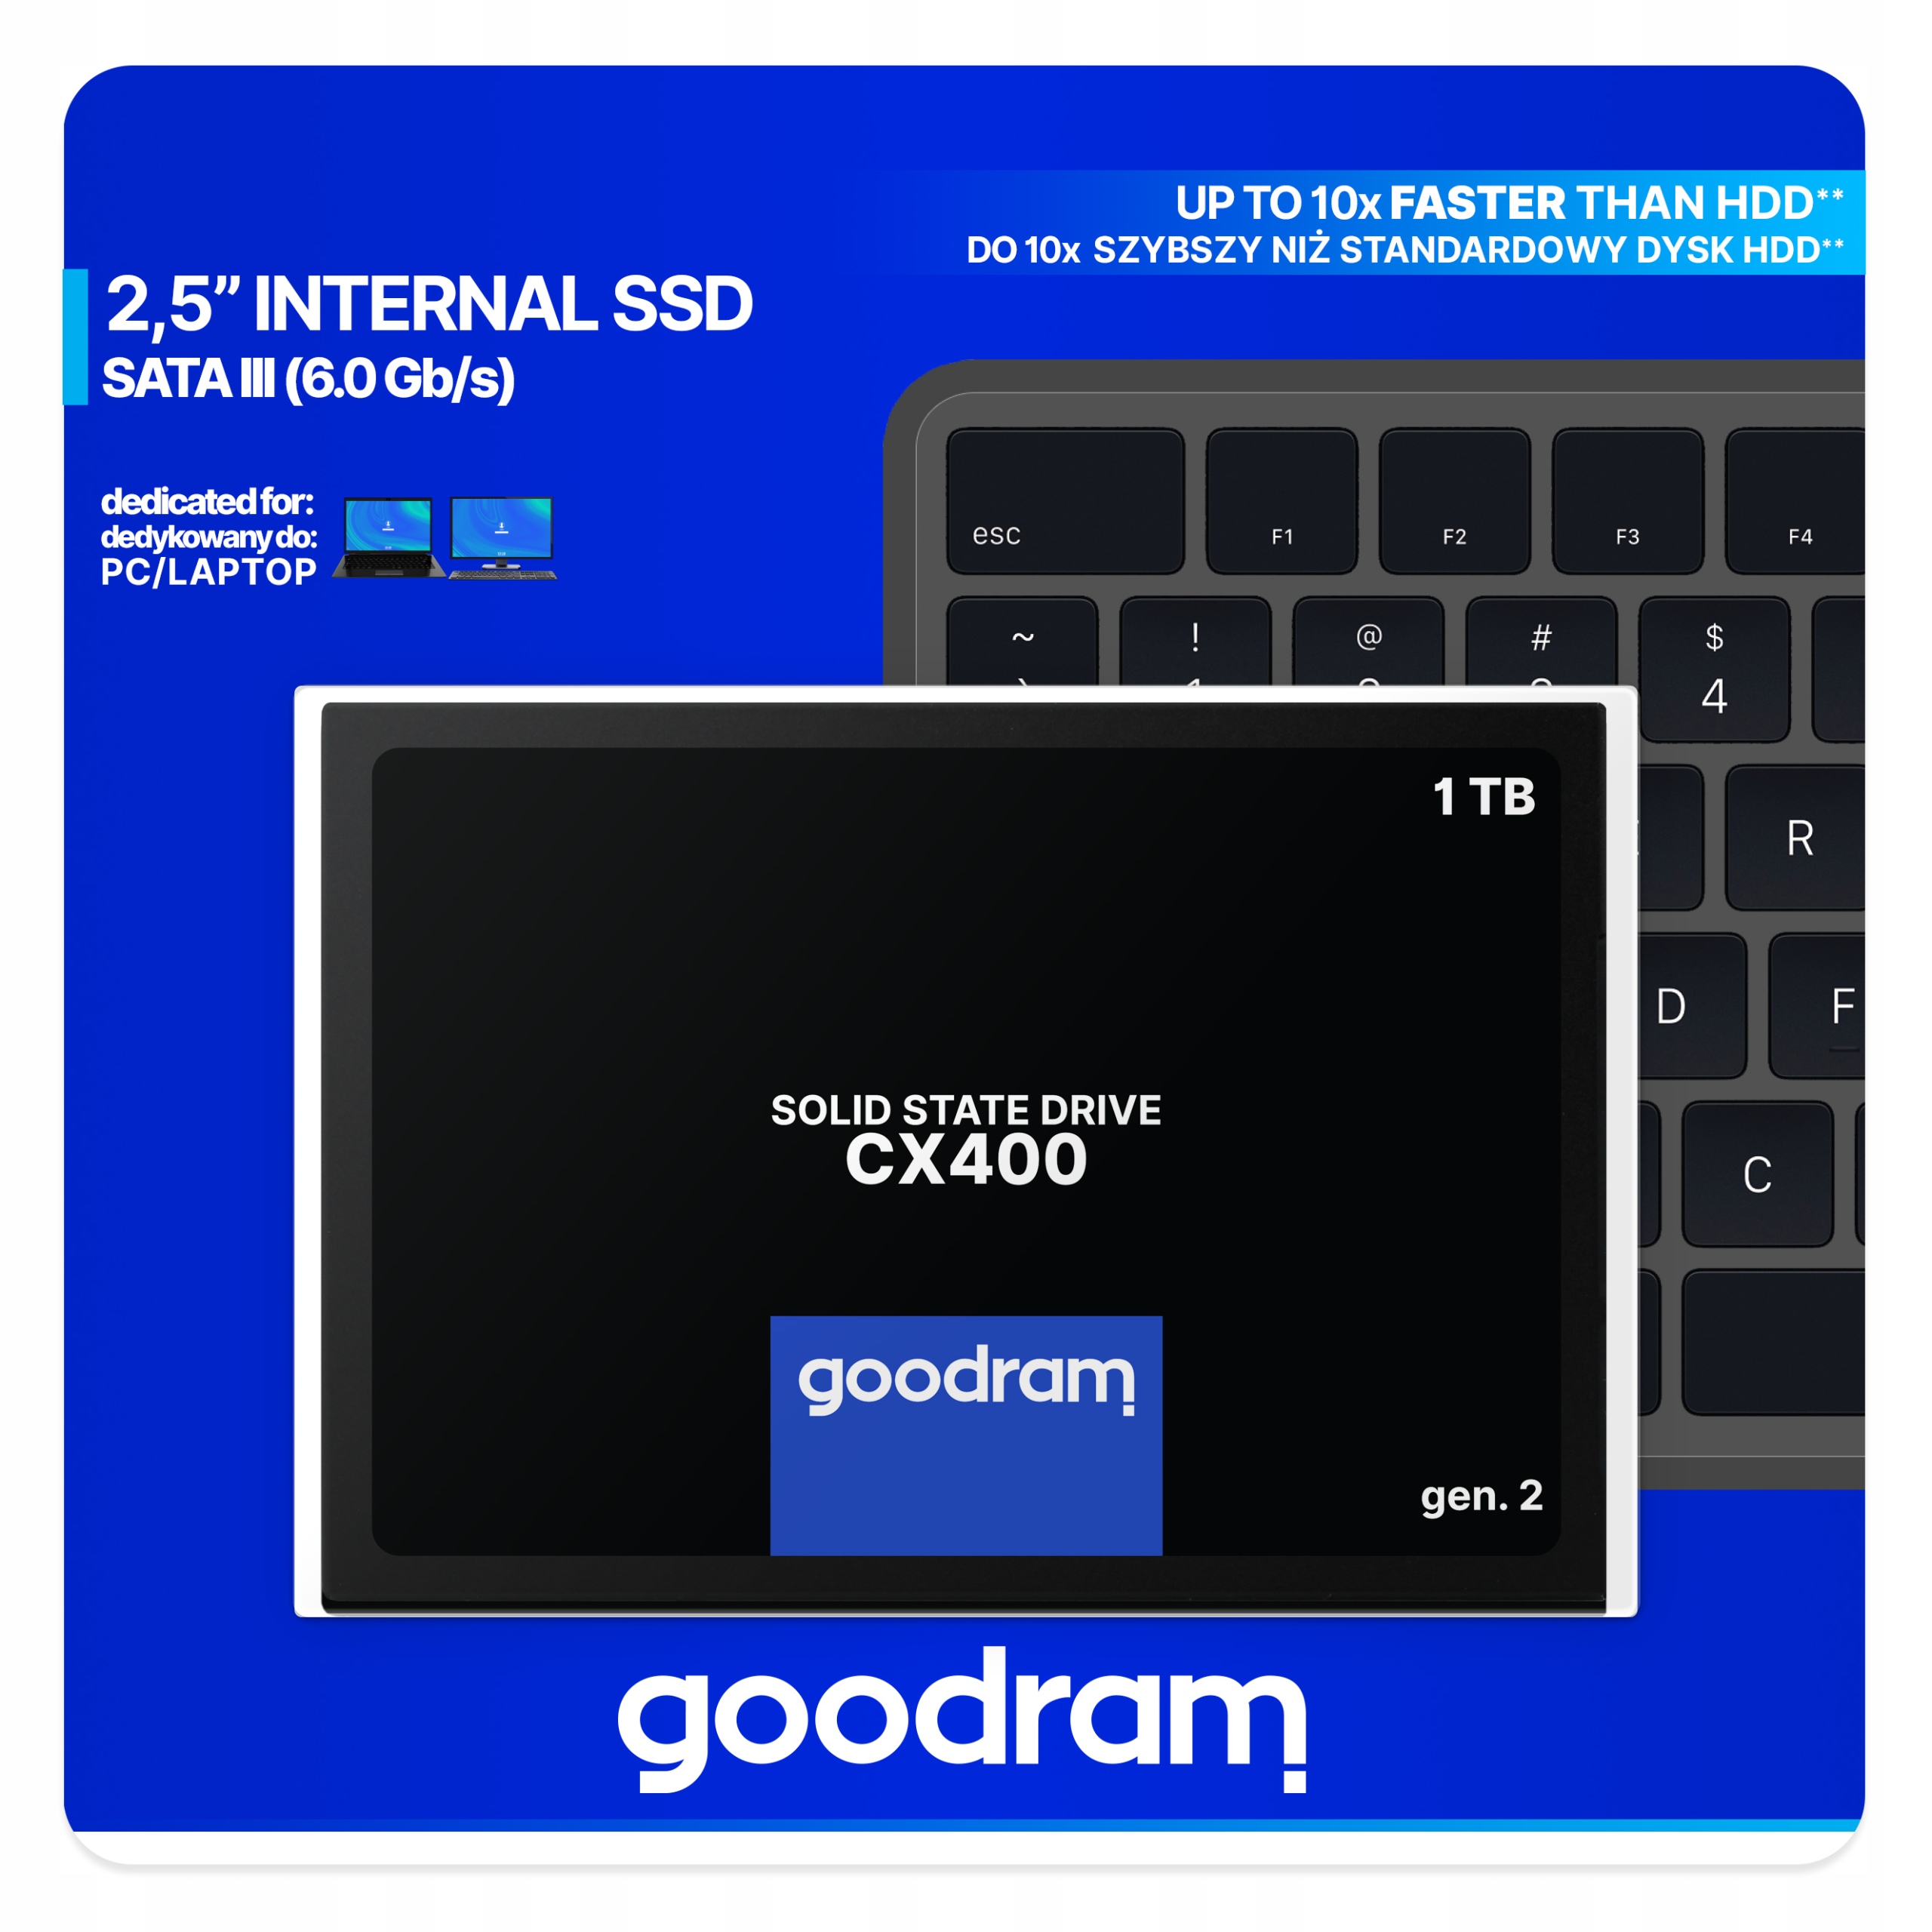 UP TO 10x FASTER THAN HDD**
DO 10x SZYBSZY NIŻ STANDARDOWY DYSK HDD**
2,5” INTERNAL SSD
SATA III (6.0 Gb/s)
dedicated for:
dedykowany do:
PC/LAPTOP
esc F1 F2 F3 F4
~ ! @ # $
4
1 TB
R
D F
SOLID STATE DRIVE
CX400
C
goodram
gen. 2
goodram